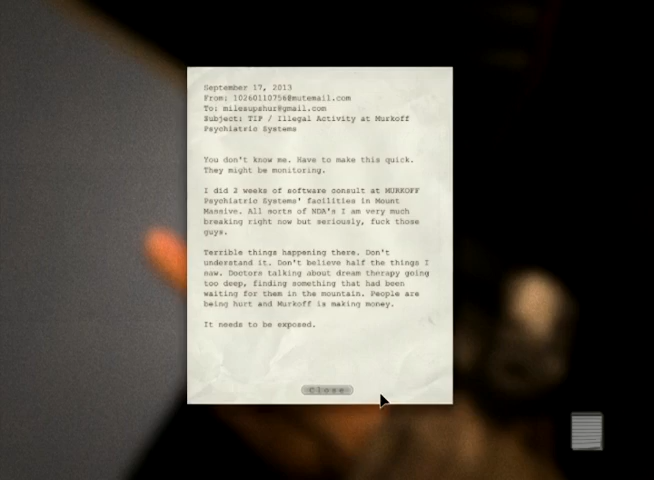 September 17, 2013
From: 10260110756@mutemail.com
To: milesupshur@gmail.com
Subject: TIP / Illegal Activity at Murkoff
Psychiatric Systems
You don't know me. Have to make this quick.
They might be monitoring.
I did 2 weeks of software consult at MURKOFF
Psychiatric Systems' facilities in Mount
Massive. All sorts of NDA's I am very much
breaking right now but seriously, fuck those
guys.
Terrible things happening there. Don't
understand it. Don't believe half the things I
saw. Doctors talking about dream therapy going
too deep, finding something that had been
waiting for them in the mountain. People are
being hurt and Murkoff is making money.
It needs to be exposed.
Close